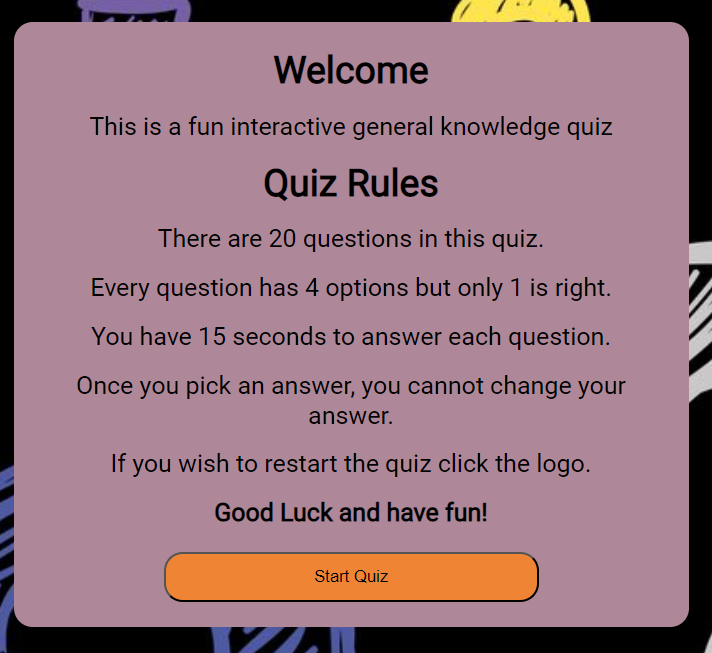 Welcome
This is a fun interactive general knowledge quiz
Quiz Rules
There are 20 questions in this quiz.
Every question has 4 options but only 1 is right.
You have 15 seconds to answer each question.
Once you pick an answer, you cannot change your
answer.
If you wish to restart the quiz click the logo.
Good Luck and have fun!
Start Quiz